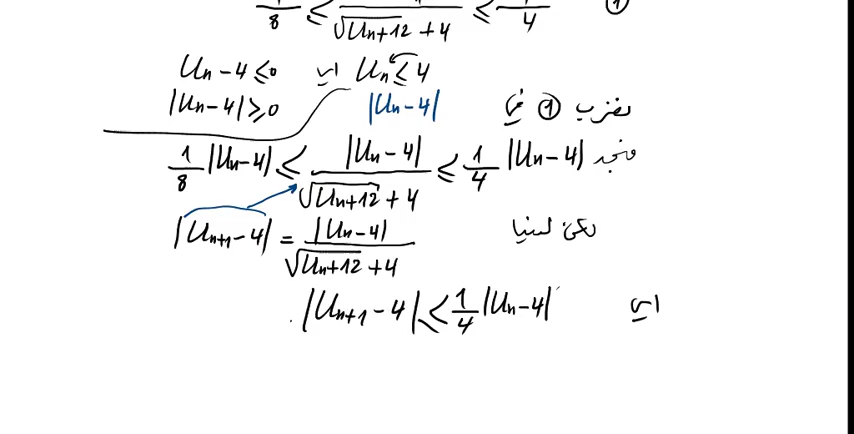 1/8 ≤ 1/(√(Un+12) + 4) ≤ 1/4 ①
Un − 4 ≤ 0 اي Un ≤ 4
|Un − 4| ≥ 0 |Un − 4| نضرب ① في
1/8 |Un − 4| ≤ |Un − 4|/(√(Un+12) + 4) ≤ 1/4 |Un − 4| فنجد
|Un+1 − 4| = |Un − 4|/(√(Un+12) + 4) لكن لدينا
|Un+1 − 4| ≤ 1/4 |Un − 4| اي